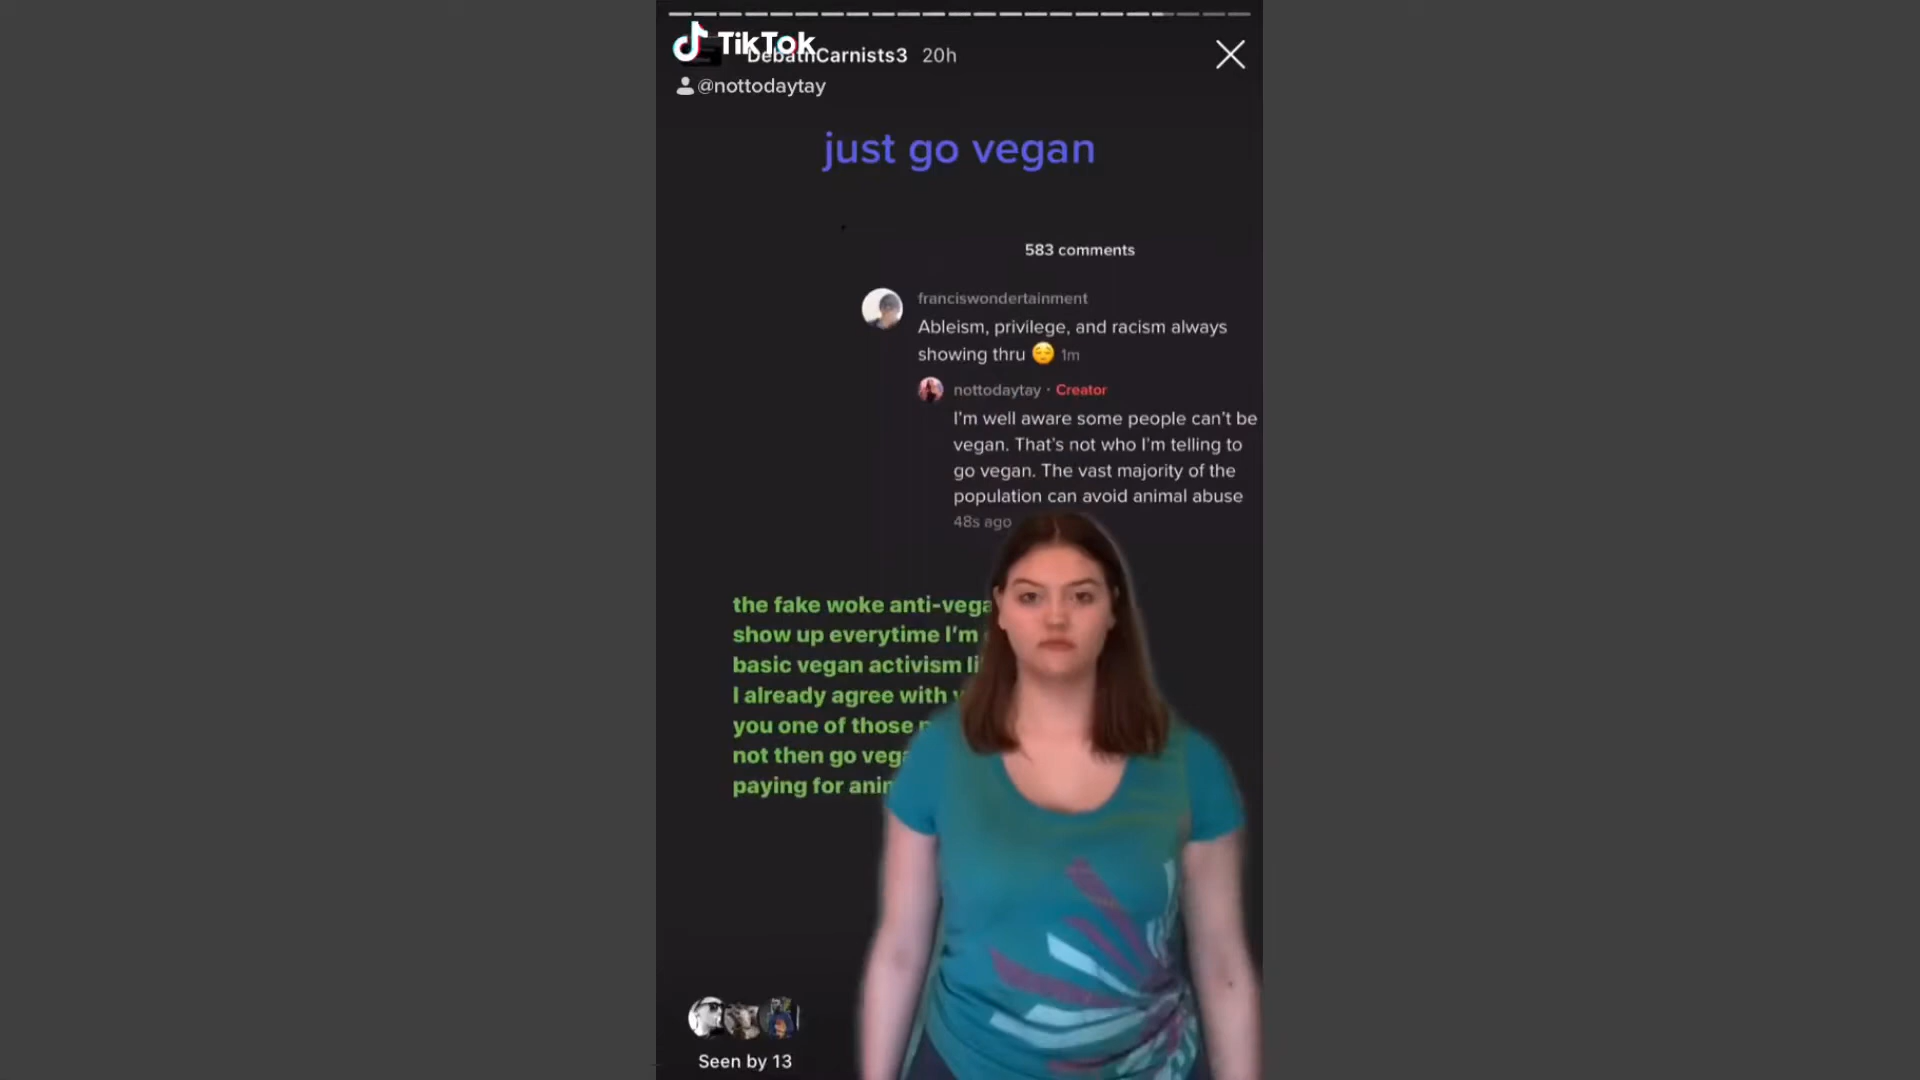 TikTok
Carnists3 20h
@nottodaytay
just go vegan
583 comments
franciswondertainment
Ableism, privilege, and racism always
showing thru 😌 1m
nottodaytay · Creator
I'm well aware some people can't be
vegan. That's not who I'm telling to
go vegan. The vast majority of the
population can avoid animal abuse
48s ago
the fake woke anti-vega
show up everytime I'm
basic vegan activism li
I already agree with
you one of those
not then go vega
paying for anim
Seen by 13